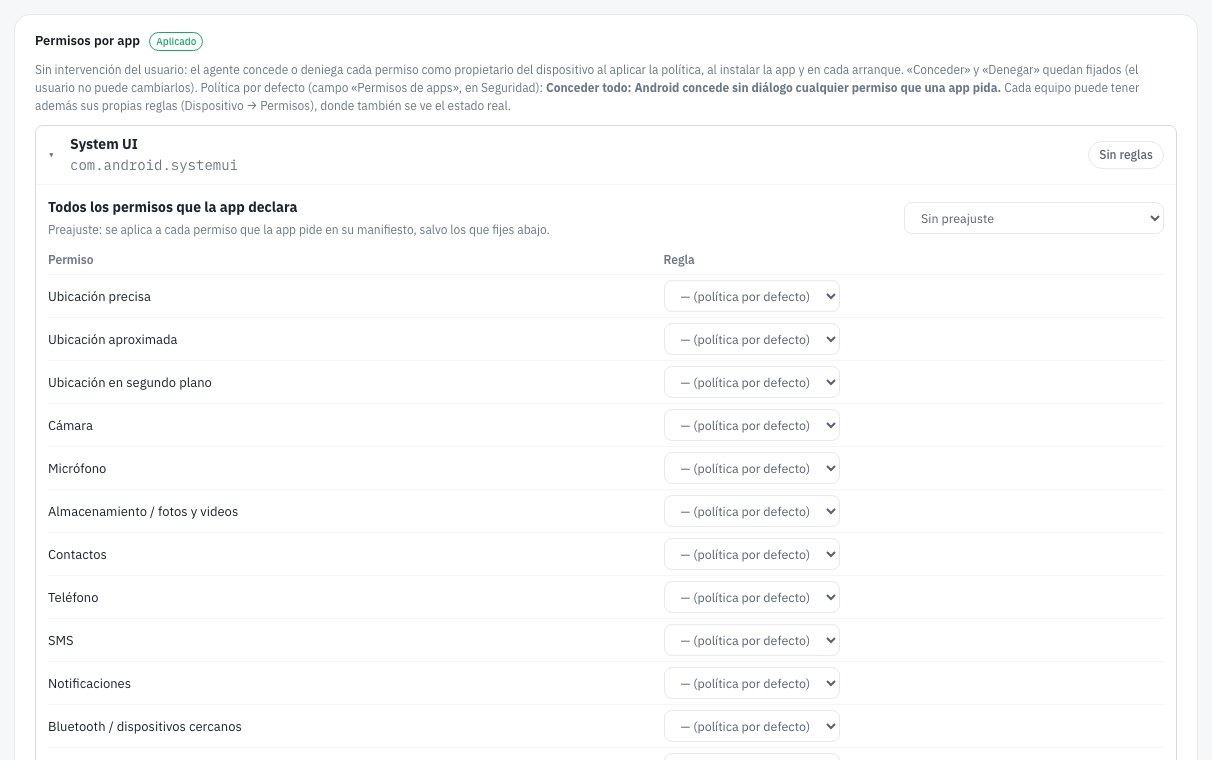 Permisos por app Aplicado
Sin intervención del usuario: el agente concede o deniega cada permiso como propietario del dispositivo al aplicar la política, al instalar la app y en cada arranque. «Conceder» y «Denegar» quedan fijados (el
usuario no puede cambiarlos). Política por defecto (campo «Permisos de apps», en Seguridad): Conceder todo: Android concede sin diálogo cualquier permiso que una app pida. Cada equipo puede tener
además sus propias reglas (Dispositivo → Permisos), donde también se ve el estado real.
▾ System UI
com.android.systemui
Sin reglas
Todos los permisos que la app declara
Preajuste: se aplica a cada permiso que la app pide en su manifiesto, salvo los que fijes abajo.
Sin preajuste
Permiso Regla
Ubicación precisa — (política por defecto)
Ubicación aproximada — (política por defecto)
Ubicación en segundo plano — (política por defecto)
Cámara — (política por defecto)
Micrófono — (política por defecto)
Almacenamiento / fotos y videos — (política por defecto)
Contactos — (política por defecto)
Teléfono — (política por defecto)
SMS — (política por defecto)
Notificaciones — (política por defecto)
Bluetooth / dispositivos cercanos — (política por defecto)